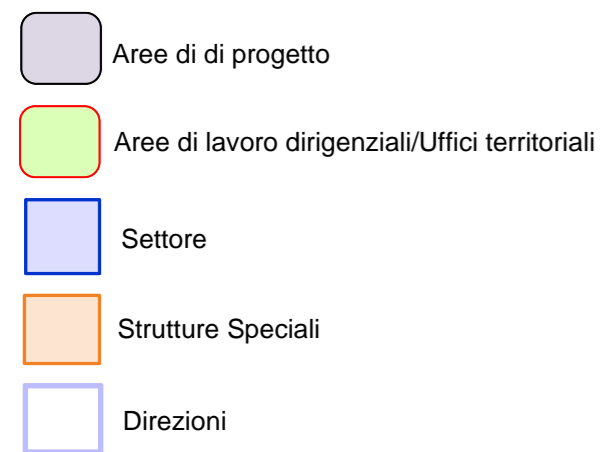 Aree di di progetto
Aree di lavoro dirigenziali/Uffici territoriali
Settore
Strutture Speciali
Direzioni